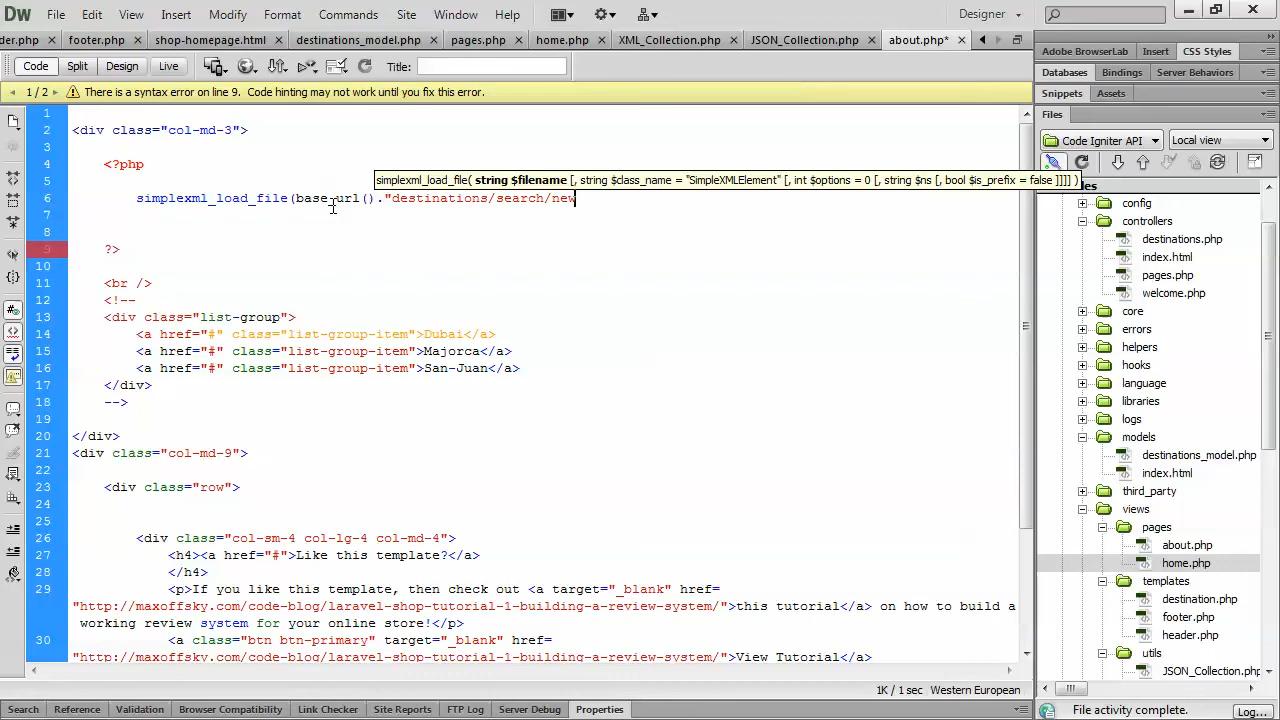 Dw File Edit View Insert Modify Format Commands Site Window Help Designer
der.php × footer.php × shop-homepage.html × destinations_model.php × pages.php × home.php × XML_Collection.php × JSON_Collection.php × about.php* ×
Code Split Design Live Title:
1 / 2 There is a syntax error on line 9. Code hinting may not work until you fix this error.
1
2 <div class="col-md-3">
3
4 <?php
simplexml_load_file( string $filename [, string $class_name = "SimpleXMLElement" [, int $options = 0 [, string $ns [, bool $is_prefix = false ]]]] )
5
6 simplexml_load_file(base_url()."destinations/search/new
7
8
9 ?>
10
11 <br />
12 <!--
13 <div class="list-group">
14 <a href="#" class="list-group-item">Dubai</a>
15 <a href="#" class="list-group-item">Majorca</a>
16 <a href="#" class="list-group-item">San-Juan</a>
17 </div>
18 -->
19
20 </div>
21 <div class="col-md-9">
22
23 <div class="row">
24
25
26 <div class="col-sm-4 col-lg-4 col-md-4">
27 <h4><a href="#">Like this template?</a>
28 </h4>
29 <p>If you like this template, then check out <a target="_blank" href=
"http://maxoffsky.com/code-blog/laravel-shop-tutorial-1-building-a-review-system/">this tutorial</a> on how to build a
working review system for your online store!</p>
30 <a class="btn btn-primary" target="_blank" href=
"http://maxoffsky.com/code-blog/laravel-shop-tutorial-1-building-a-review-system/">View Tutorial</a>
1K / 1 sec Western European
Search Reference Validation Browser Compatibility Link Checker Site Reports FTP Log Server Debug Properties
Adobe BrowserLab Insert CSS Styles
Databases Bindings Server Behaviors
Snippets Assets
Files
Code Igniter API Local view
config
controllers
destinations.php
index.html
pages.php
welcome.php
core
errors
helpers
hooks
language
libraries
logs
models
destinations_model.php
index.html
third_party
views
pages
about.php
home.php
templates
destination.php
footer.php
header.php
utils
JSON_Collection.php
File activity complete. Log...